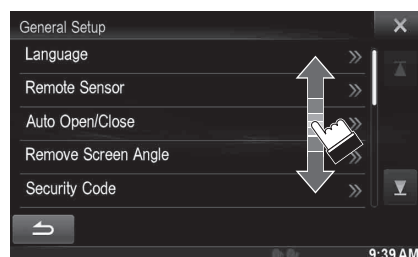 General Setup
Language
Remote Sensor
Auto Open/Close
Remove Screen Angle
Security Code
9:39 AM